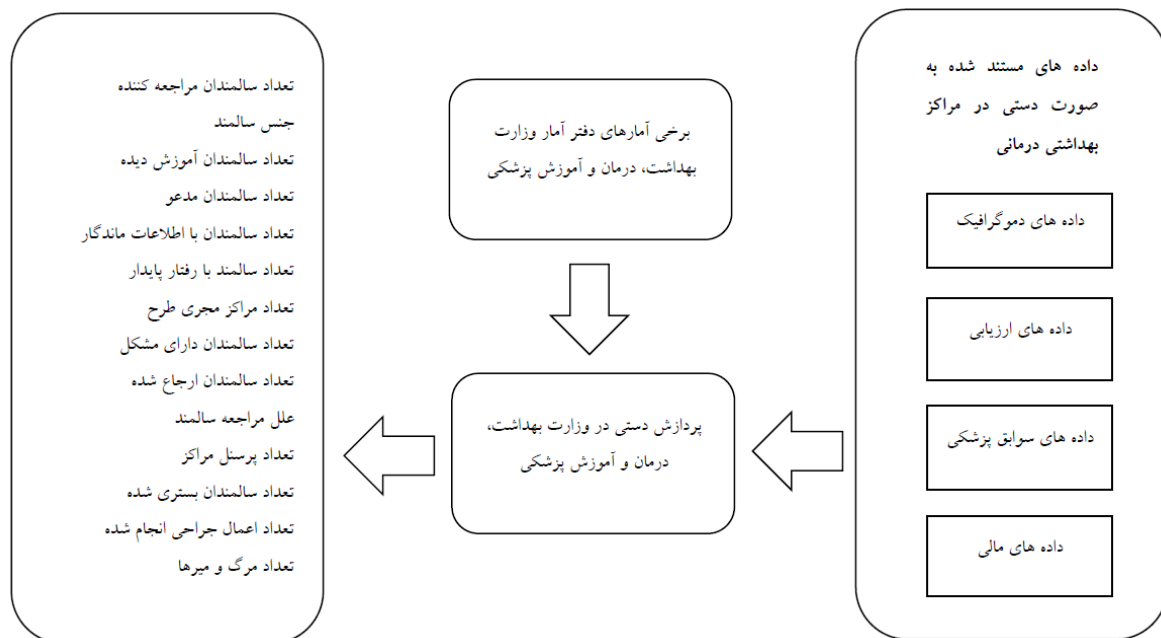 داده های مستند شده به
صورت دستی در مراکز
بهداشتی درمانی
داده های دموگرافیک
داده های ارزیابی
داده های سوابق پزشکی
داده های مالی
برخی آمارهای دفتر آمار وزارت
بهداشت، درمان و آموزش پزشکی
پردازش دستی در وزارت بهداشت،
درمان و آموزش پزشکی
تعداد سالمندان مراجعه کننده
جنس سالمند
تعداد سالمندان آموزش دیده
تعداد سالمندان مدعو
تعداد سالمندان با اطلاعات ماندگار
تعداد سالمند با رفتار پایدار
تعداد مراکز مجری طرح
تعداد سالمندان دارای مشکل
تعداد سالمندان ارجاع شده
علل مراجعه سالمند
تعداد پرسنل مراکز
تعداد سالمندان بستری شده
تعداد اعمال جراحی انجام شده
تعداد مرگ و میرها